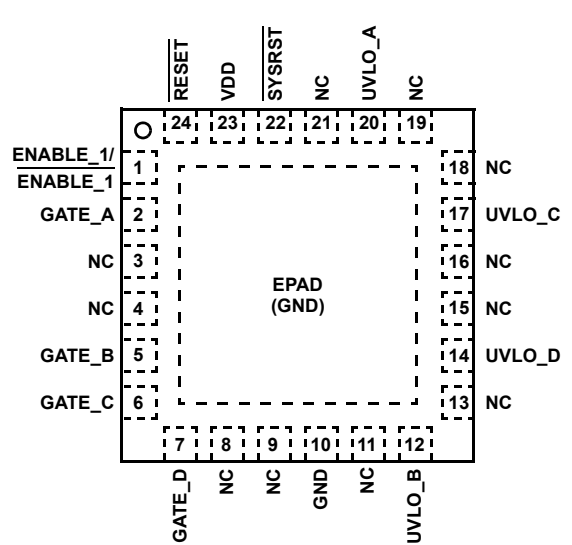 RESET
VDD
SYSRST
NC
UVLO_A
NC
24
23
22
21
20
19
ENABLE_1/
ENABLE_1
1
18
NC
GATE_A
2
17
UVLO_C
NC
3
16
NC
EPAD
(GND)
NC
4
15
NC
GATE_B
5
14
UVLO_D
GATE_C
6
13
NC
7
8
9
10
11
12
GATE_D
NC
NC
GND
NC
UVLO_B